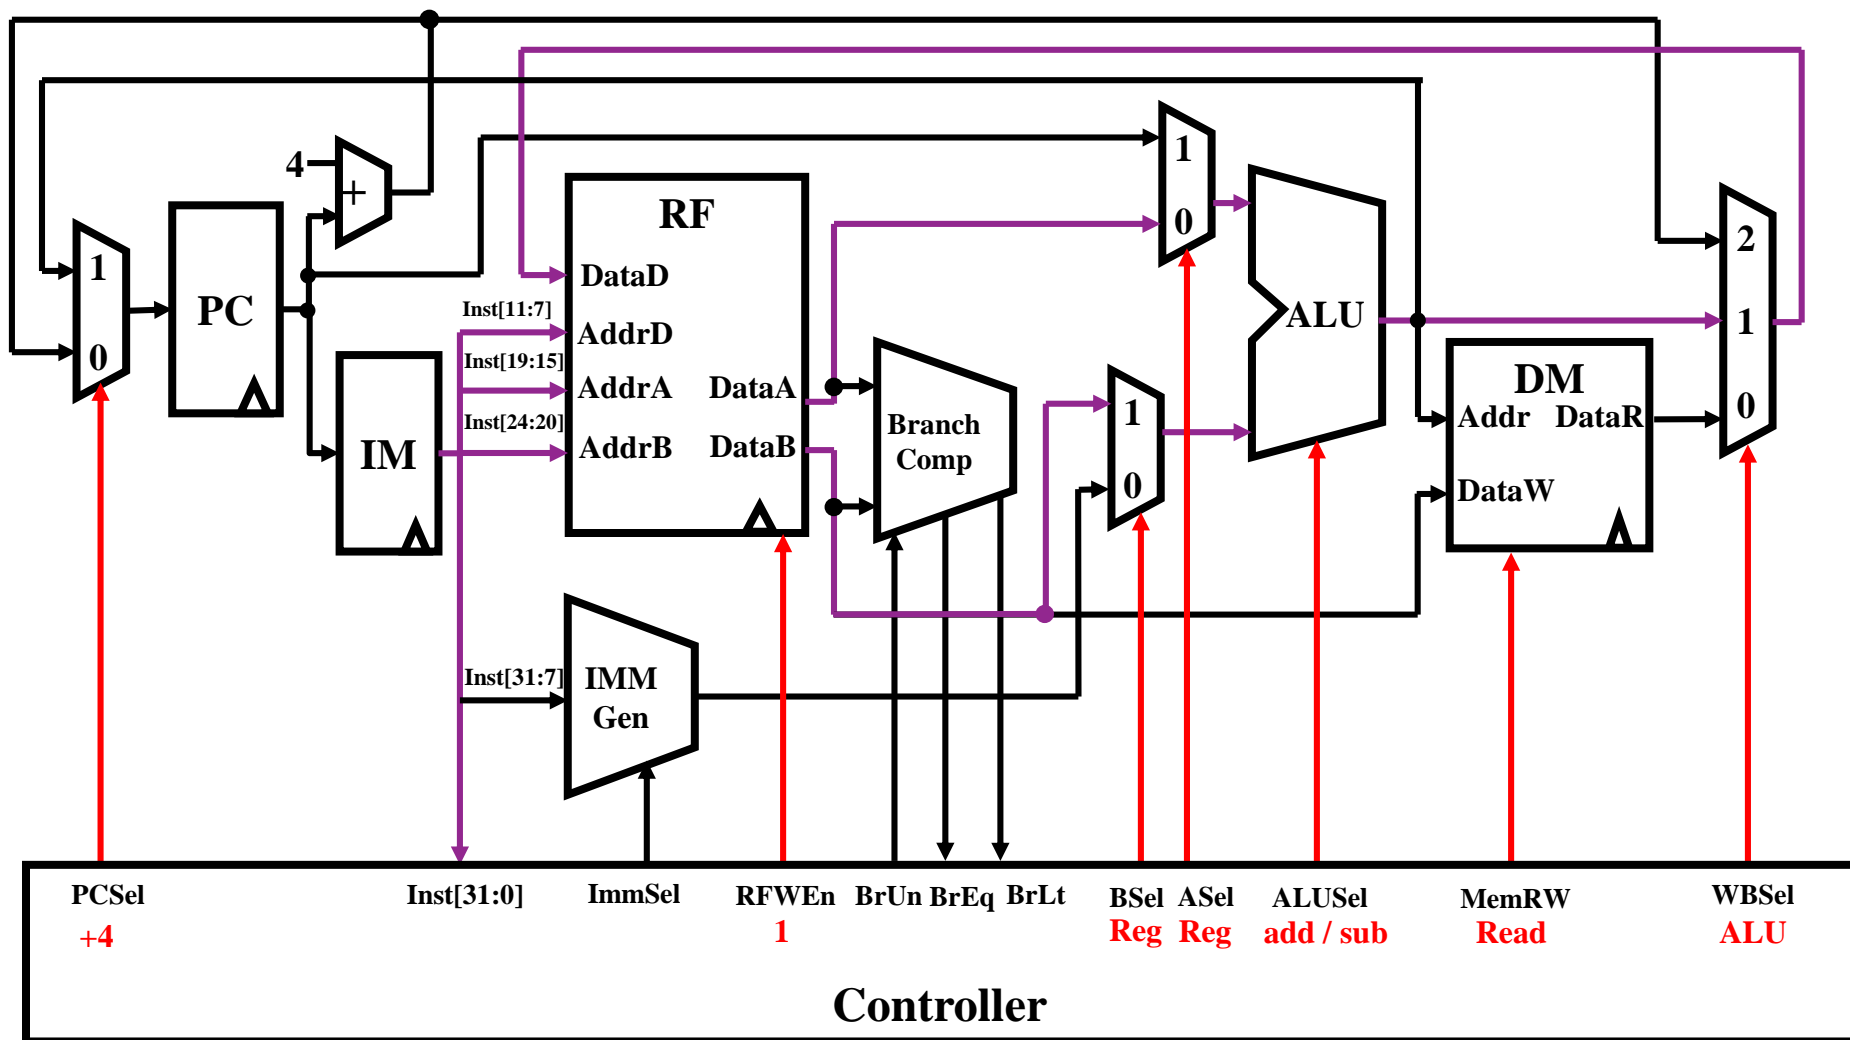 4
+
1
0
PC
IM
RF
DataD
Inst[11:7]
AddrD
Inst[19:15]
AddrA
DataA
Inst[24:20]
AddrB
DataB
Inst[31:7]
IMM
Gen
Branch
Comp
1
0
1
0
ALU
DM
Addr
DataR
DataW
2
1
0
PCSel
Inst[31:0]
ImmSel
RFWEn
BrUn
BrEq
BrLt
BSel
ASel
ALUSel
MemRW
WBSel
+4
1
Reg
Reg
add / sub
Read
ALU
Controller